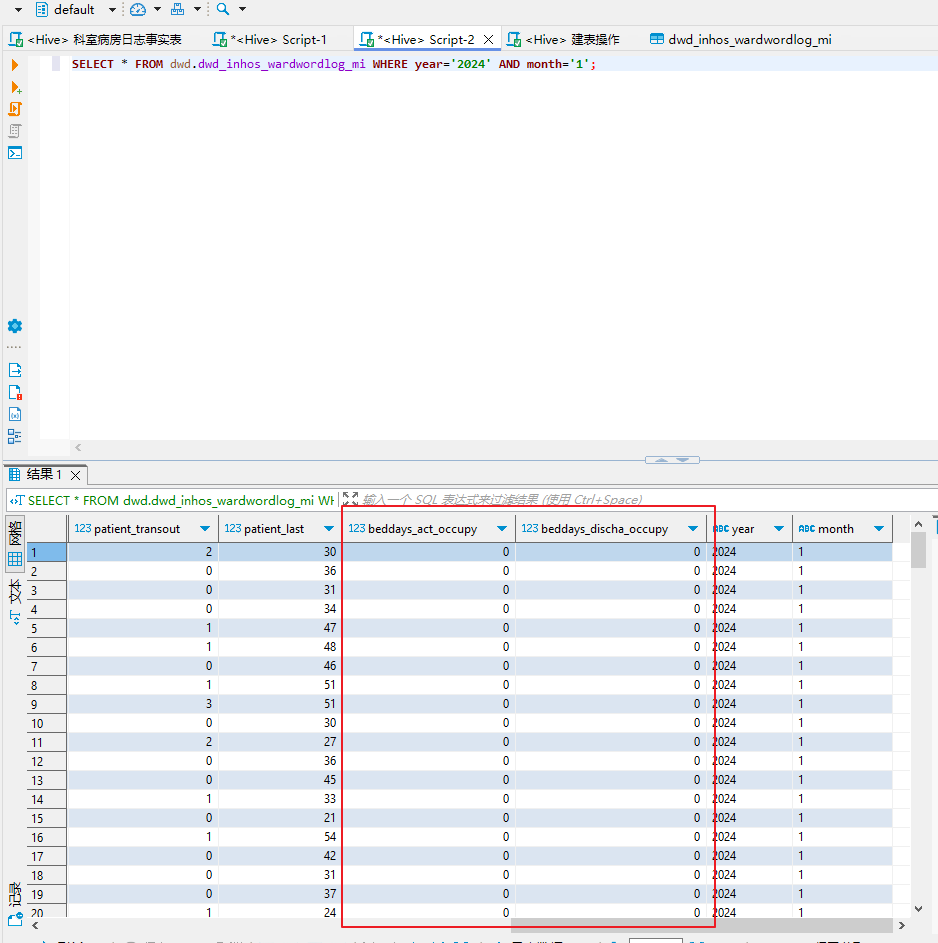 default
<Hive> 科室病房日志事实表 *<Hive> Script-1 *<Hive> Script-2 <Hive> 建表操作 dwd_inhos_wardwordlog_mi
SELECT * FROM dwd.dwd_inhos_wardwordlog_mi WHERE year='2024' AND month='1';
结果 1
SELECT * FROM dwd.dwd_inhos_wardwordlog_mi WH 输入一个 SQL 表达式来过滤结果 (使用 Ctrl+Space)
网格
文本
记录
123 patient_transout 123 patient_last 123 beddays_act_occupy 123 beddays_discha_occupy ABC year ABC month
1 2 30 0 0 2024 1
2 0 36 0 0 2024 1
3 0 31 0 0 2024 1
4 0 34 0 0 2024 1
5 1 47 0 0 2024 1
6 1 48 0 0 2024 1
7 0 46 0 0 2024 1
8 1 51 0 0 2024 1
9 3 51 0 0 2024 1
10 0 30 0 0 2024 1
11 2 27 0 0 2024 1
12 0 36 0 0 2024 1
13 0 45 0 0 2024 1
14 1 33 0 0 2024 1
15 0 21 0 0 2024 1
16 1 54 0 0 2024 1
17 0 42 0 0 2024 1
18 0 31 0 0 2024 1
19 0 37 0 0 2024 1
20 1 24 0 0 2024 1